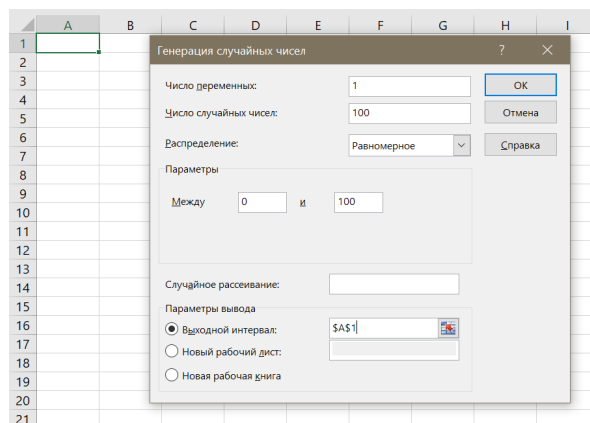 A B C D E F G H I
1
Генерация случайных чисел ?
2
3
Число переменных: 1 OK
4
Число случайных чисел: 100 Отмена
5
6
Распределение: Равномерное Справка
7
Параметры
8
9
Между 0 и 100
10
11
12
13
Случайное рассеивание:
14
15
Параметры вывода
16
Выходной интервал: $A$1
17
Новый рабочий лист:
18
Новая рабочая книга
19
20
21